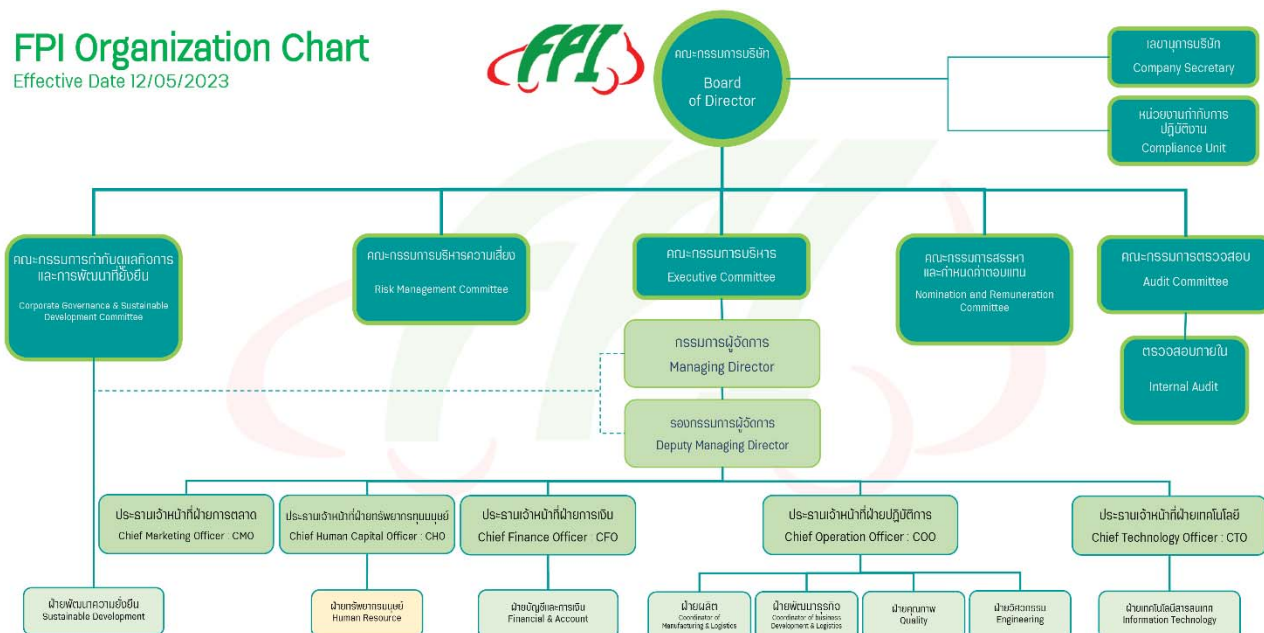 FPI Organization Chart
Effective Date 12/05/2023
FPI
คณะกรรมการบริษัท
Board
of Director
เลขานุการบริษัท
Company Secretary
หน่วยงานกำกับการ
ปฏิบัติงาน
Compliance Unit
คณะกรรมการกำกับดูแลกิจการ
และการพัฒนาที่ยั่งยืน
Corporate Governance & Sustainable
Development Committee
คณะกรรมการบริหารความเสี่ยง
Risk Management Committee
คณะกรรมการบริหาร
Executive Committee
คณะกรรมการสรรหา
และกำหนดค่าตอบแทน
Nomination and Remuneration
Committee
คณะกรรมการตรวจสอบ
Audit Committee
ตรวจสอบภายใน
Internal Audit
กรรมการผู้จัดการ
Managing Director
รองกรรมการผู้จัดการ
Deputy Managing Director
ประธานเจ้าหน้าที่ฝ่ายการตลาด
Chief Marketing Officer : CMO
ประธานเจ้าหน้าที่ฝ่ายทรัพยากรทุนมนุษย์
Chief Human Capital Officer : CHO
ประธานเจ้าหน้าที่ฝ่ายการเงิน
Chief Finance Officer : CFO
ประธานเจ้าหน้าที่ฝ่ายปฏิบัติการ
Chief Operation Officer : COO
ประธานเจ้าหน้าที่ฝ่ายเทคโนโลยี
Chief Technology Officer : CTO
ฝ่ายพัฒนาความยั่งยืน
Sustainable Development
ฝ่ายทรัพยากรมนุษย์
Human Resource
ฝ่ายบัญชีและการเงิน
Financial & Account
ฝ่ายผลิต
Coordinator of
Manufacturing & Logistics
ฝ่ายพัฒนาธุรกิจ
Coordinator of business
Development & Logistics
ฝ่ายคุณภาพ
Quality
ฝ่ายวิศวกรรม
Engineering
ฝ่ายเทคโนโลยีสารสนเทศ
Information Technology